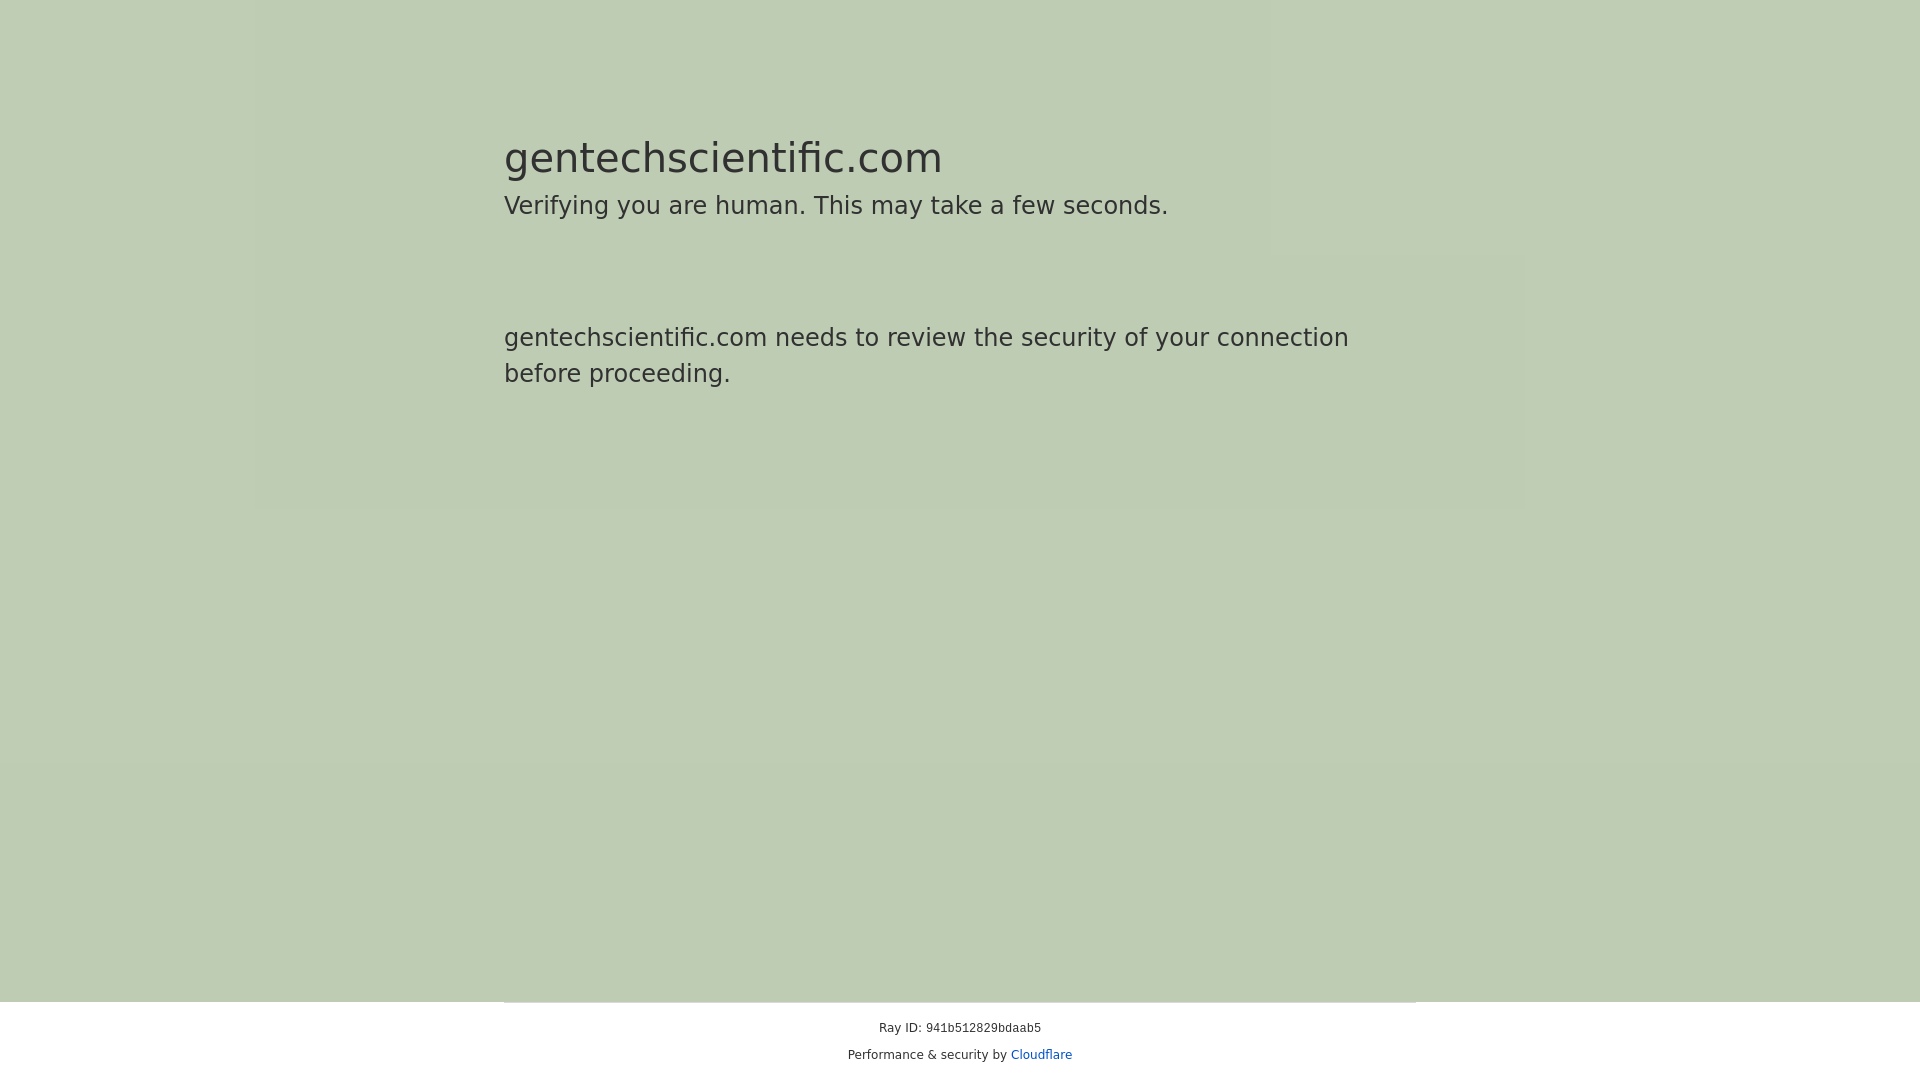 gentechscientific.com
Verifying you are human. This may take a few seconds.
gentechscientific.com needs to review the security of your connection
before proceeding.
Ray ID: 941b512829bdaab5
Performance & security by Cloudflare